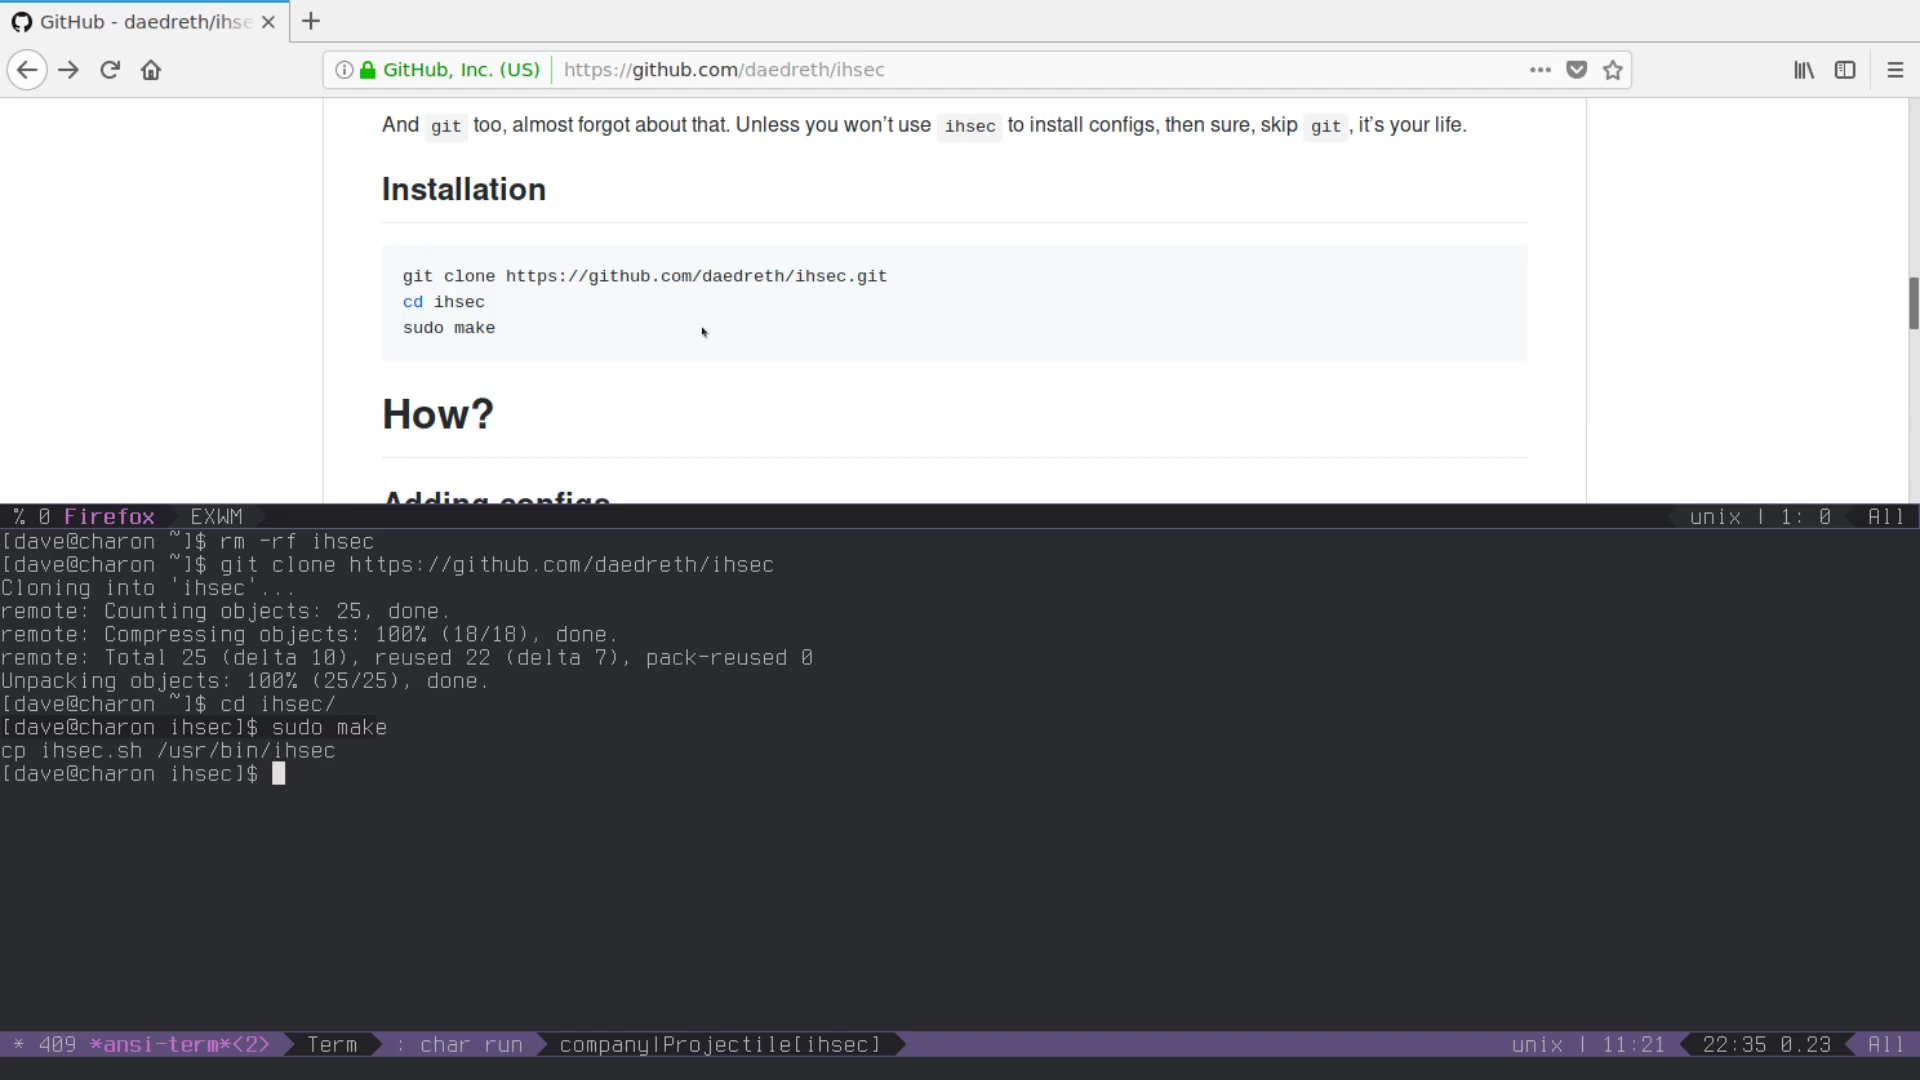 GitHub - daedreth/ihse
GitHub, Inc. (US) https://github.com/daedreth/ihsec
And git too, almost forgot about that. Unless you won’t use ihsec to install configs, then sure, skip git, it’s your life.
Installation
git clone https://github.com/daedreth/ihsec.git
cd ihsec
sudo make
How?
Adding configs
% 0 Firefox EXWM unix | 1: 0 All
[dave@charon ~]$ rm -rf ihsec
[dave@charon ~]$ git clone https://github.com/daedreth/ihsec
Cloning into 'ihsec'...
remote: Counting objects: 25, done.
remote: Compressing objects: 100% (18/18), done.
remote: Total 25 (delta 10), reused 22 (delta 7), pack-reused 0
Unpacking objects: 100% (25/25), done.
[dave@charon ~]$ cd ihsec/
[dave@charon ihsec]$ sudo make
cp ihsec.sh /usr/bin/ihsec
[dave@charon ihsec]$
* 409 *ansi-term*<2> Term : char run company|Projectile[ihsec] unix | 11:21 22:35 0.23 All